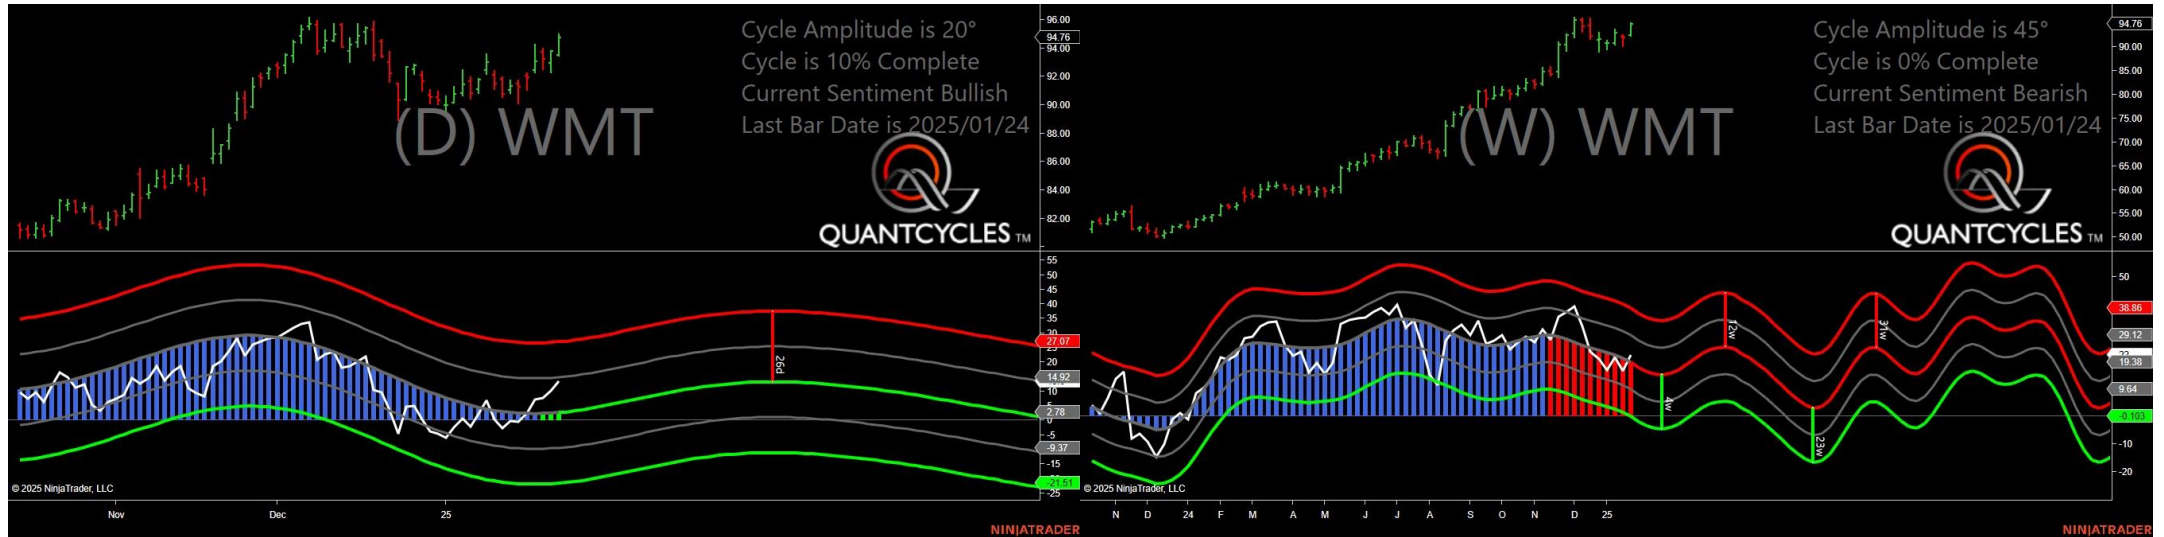 Cycle Amplitude is 20°
Cycle is 10% Complete
Current Sentiment Bullish
Last Bar Date is 2025/01/24
(D) WMT
QUANTCYCLES TM
96.00
94.76
94.00
92.00
90.00
88.00
86.00
84.00
82.00
55
50
45
40
35
30
27.07
20
14.92
10
5
2.78
0
-5
-9.37
-15
-21.51
-25
26d
© 2025 NinjaTrader, LLC
Nov
Dec
25
NINJATRADER
Cycle Amplitude is 45°
Cycle is 0% Complete
Current Sentiment Bearish
Last Bar Date is 2025/01/24
(W) WMT
QUANTCYCLES TM
94.76
90.00
85.00
80.00
75.00
70.00
65.00
60.00
55.00
50.00
50
38.86
29.12
19.38
9.64
-0.103
-10
-20
4w
12w
23w
31w
© 2025 NinjaTrader, LLC
N D 24 F M A M J J A S O N D 25
NINJATRADER